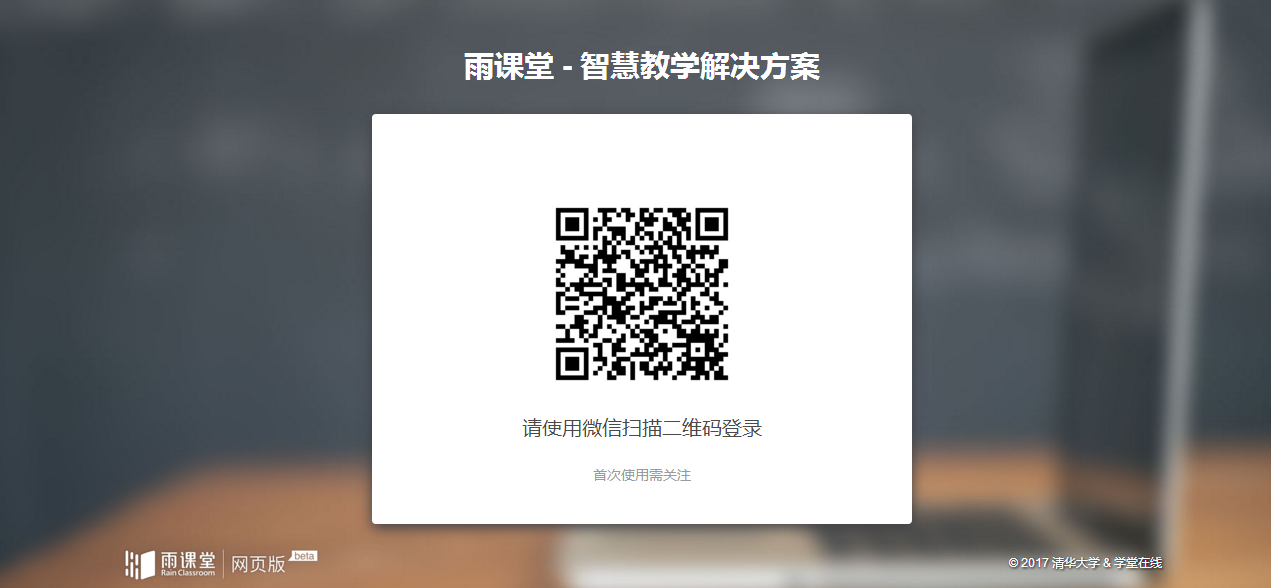 雨课堂 - 智慧教学解决方案
请使用微信扫描二维码登录
首次使用需关注
雨课堂 网页版 beta
Rain Classroom
© 2017 清华大学 & 学堂在线